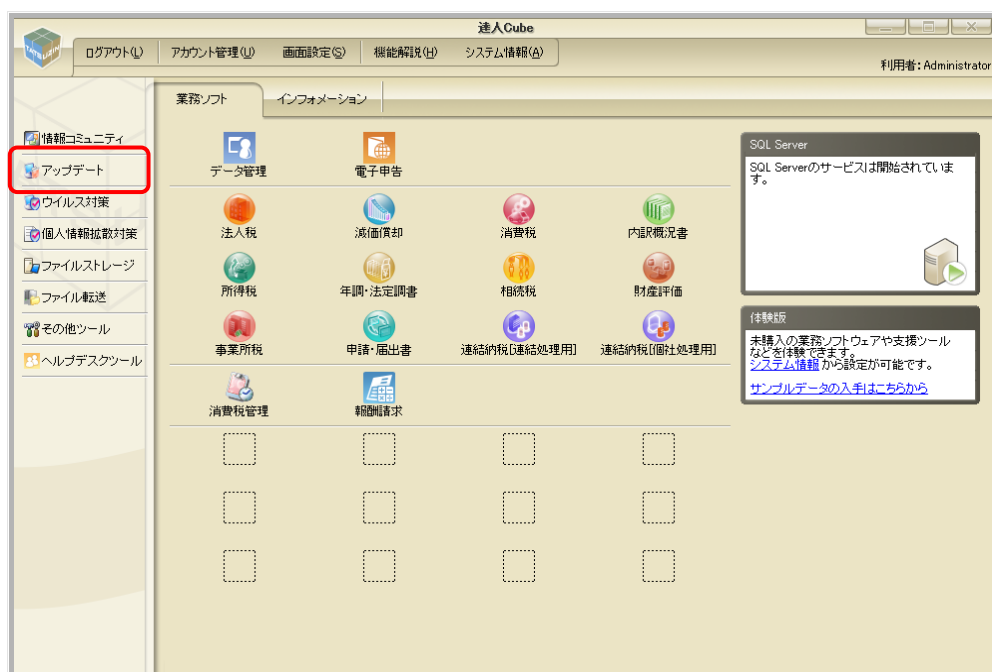 達人Cube
TATSUZIN
ログアウト(L)
アカウント管理(U)
画面設定(S)
機能解説(H)
システム情報(A)
利用者：Administrator
業務ソフト
インフォメーション
情報コミュニティ
アップデート
ウイルス対策
個人情報拡散対策
ファイルストレージ
ファイル転送
その他ツール
ヘルプデスクツール
データ管理
電子申告
法人税
減価償却
消費税
内訳概況書
所得税
年調・法定調書
相続税
財産評価
事業所税
申請・届出書
連結納税[連結処理用]
連結納税[個社処理用]
消費税管理
報酬請求
SQL Server
SQL Serverのサービスは開始されていま
す。
体験版
未購入の業務ソフトウェアや支援ツール
などを体験できます。
システム情報 から設定が可能です。
サンプルデータの入手はこちらから